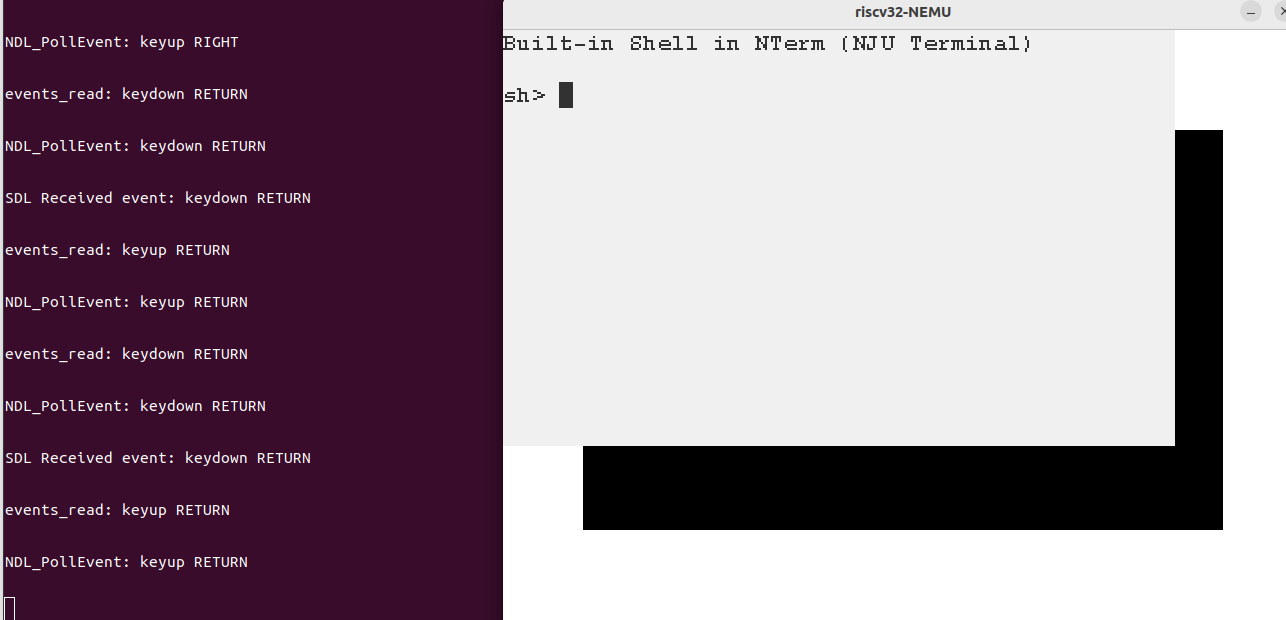 NDL_PollEvent: keyup RIGHT
events_read: keydown RETURN
NDL_PollEvent: keydown RETURN
SDL Received event: keydown RETURN
events_read: keyup RETURN
NDL_PollEvent: keyup RETURN
events_read: keydown RETURN
NDL_PollEvent: keydown RETURN
SDL Received event: keydown RETURN
events_read: keyup RETURN
NDL_PollEvent: keyup RETURN
riscv32-NEMU
Built-in Shell in NTerm (NJU Terminal)
sh>